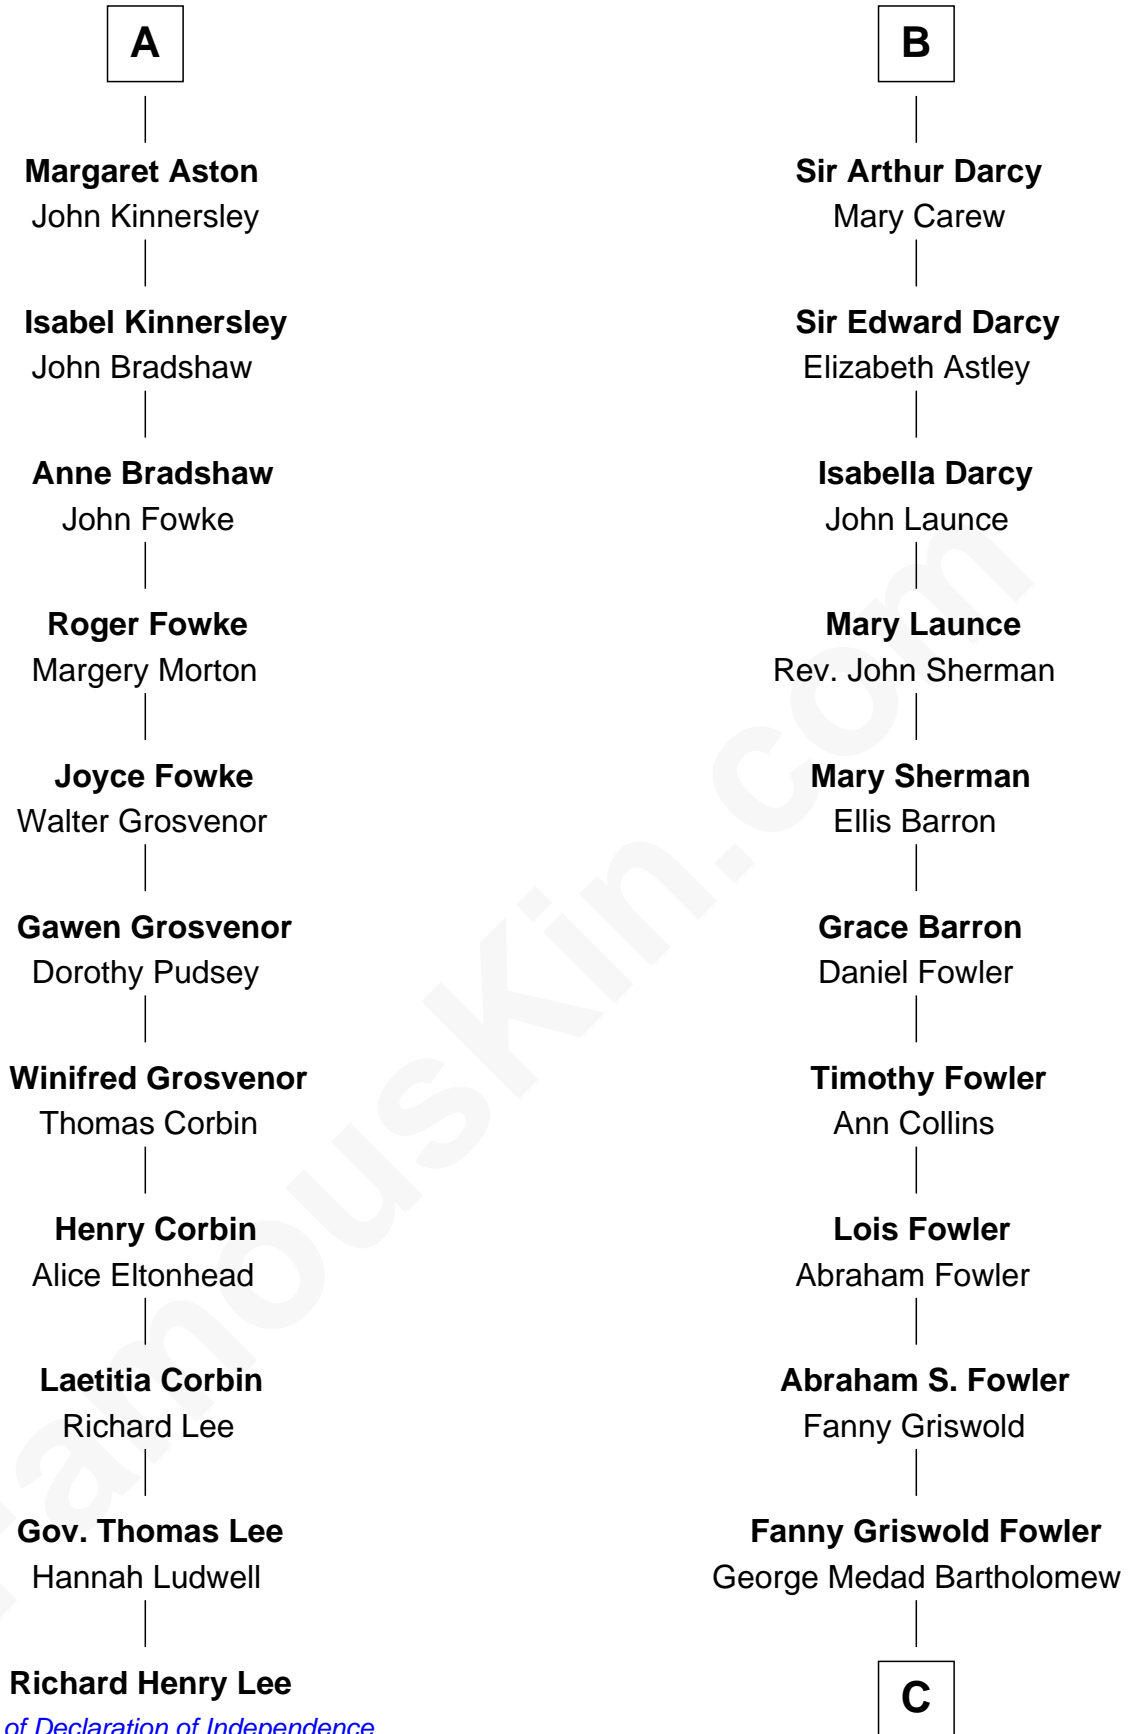 A
Margaret Aston
John Kinnersley
Isabel Kinnersley
John Bradshaw
Anne Bradshaw
John Fowke
Roger Fowke
Margery Morton
Joyce Fowke
Walter Grosvenor
Gawen Grosvenor
Dorothy Pudsey
Winifred Grosvenor
Thomas Corbin
Henry Corbin
Alice Eltonhead
Laetitia Corbin
Richard Lee
Gov. Thomas Lee
Hannah Ludwell
Richard Henry Lee
of Declaration of Independence
B
Sir Arthur Darcy
Mary Carew
Sir Edward Darcy
Elizabeth Astley
Isabella Darcy
John Launce
Mary Launce
Rev. John Sherman
Mary Sherman
Ellis Barron
Grace Barron
Daniel Fowler
Timothy Fowler
Ann Collins
Lois Fowler
Abraham Fowler
Abraham S. Fowler
Fanny Griswold
Fanny Griswold Fowler
George Medad Bartholomew
C
FamousKin.com